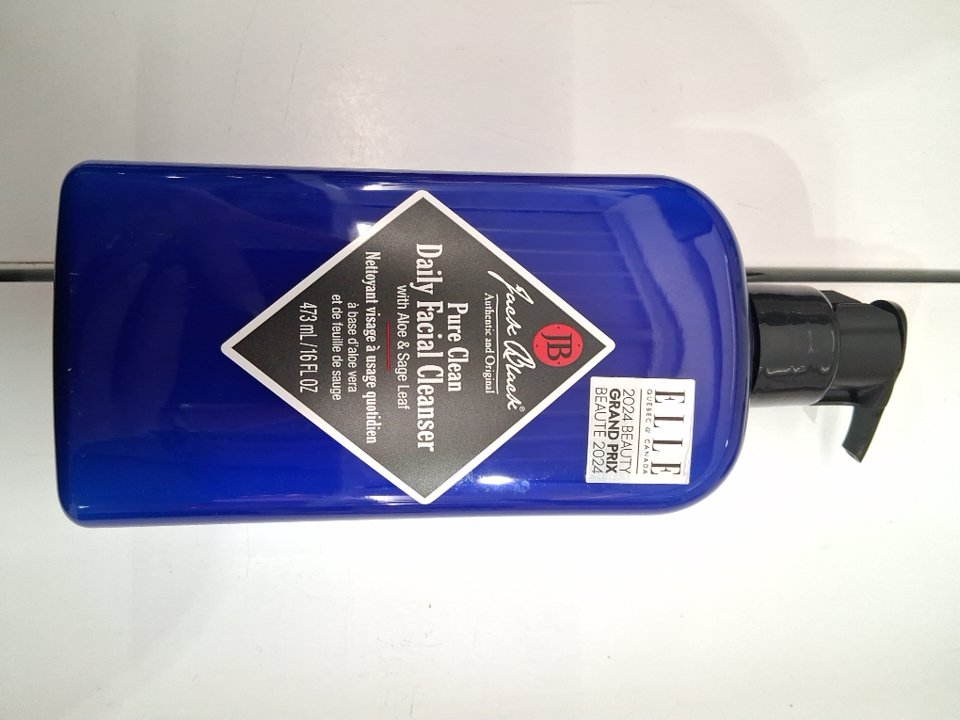 ELLE
QUÉBEC & CANADA
2024 BEAUTY
GRAND PRIX
BEAUTÉ 2024
JB
Jack Black®
Authentic and Original
Pure Clean
Daily Facial Cleanser
with Aloe & Sage Leaf
Nettoyant visage à usage quotidien
à base d'aloe vera
et de feuille de sauge
473 mL / 16 FL OZ